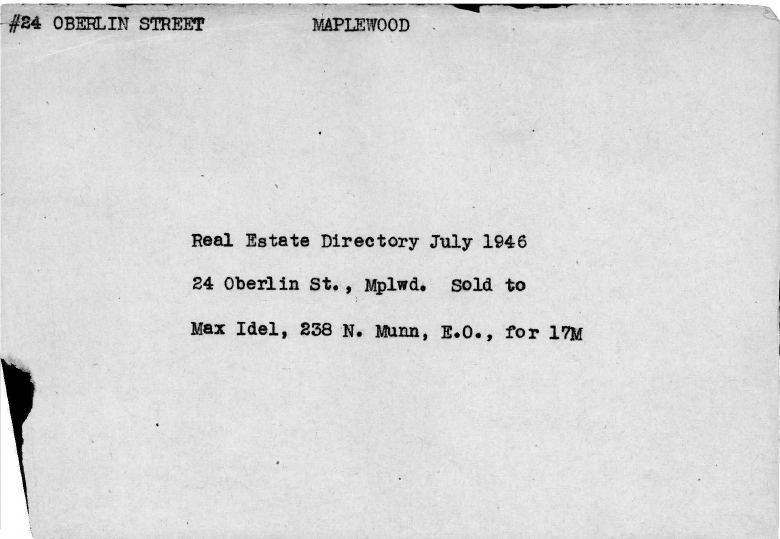 #24 OBERLIN STREET MAPLEWOOD
Real Estate Directory July 1946
24 Oberlin St., Mplwd. Sold to
Max Idel, 238 N. Munn, E.O., for 17M